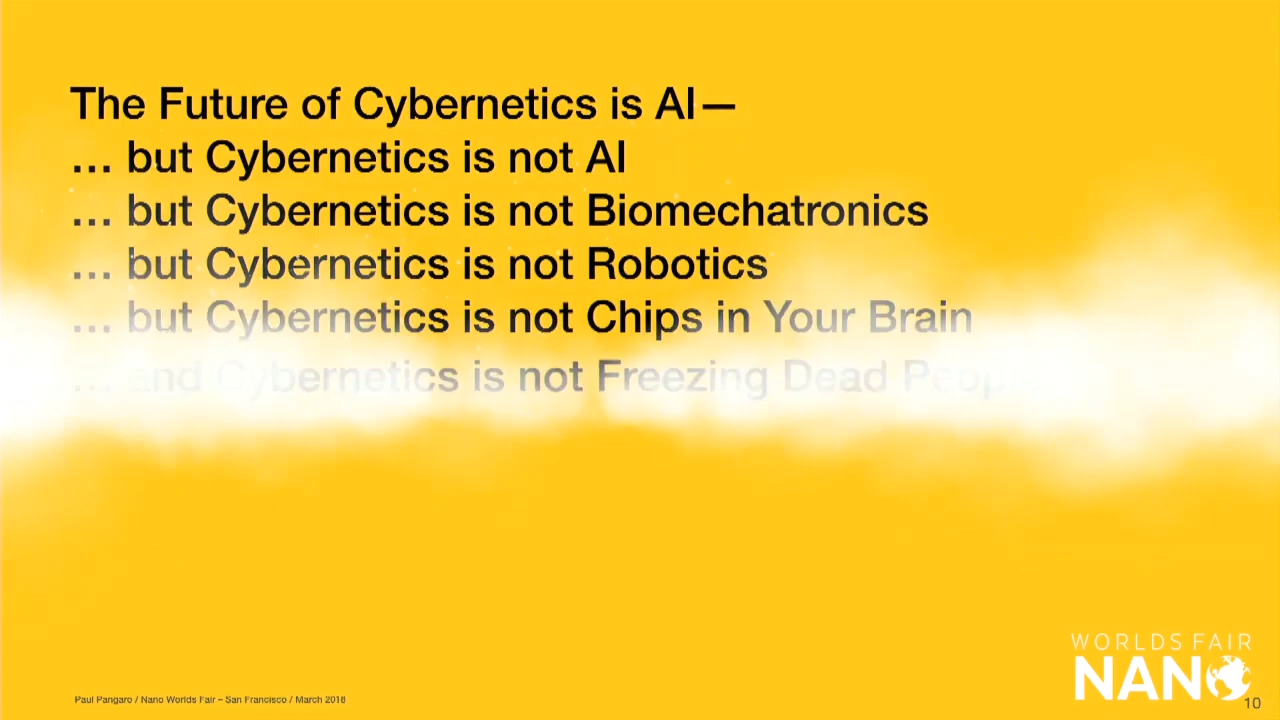 The Future of Cybernetics is AI—
... but Cybernetics is not AI
... but Cybernetics is not Biomechatronics
... but Cybernetics is not Robotics
... but Cybernetics is not Chips in Your Brain
... and Cybernetics is not Freezing Dead
WORLDS FAIR
NANO
Paul Pangaro / Nano Worlds Fair – San Francisco / March 2018
10